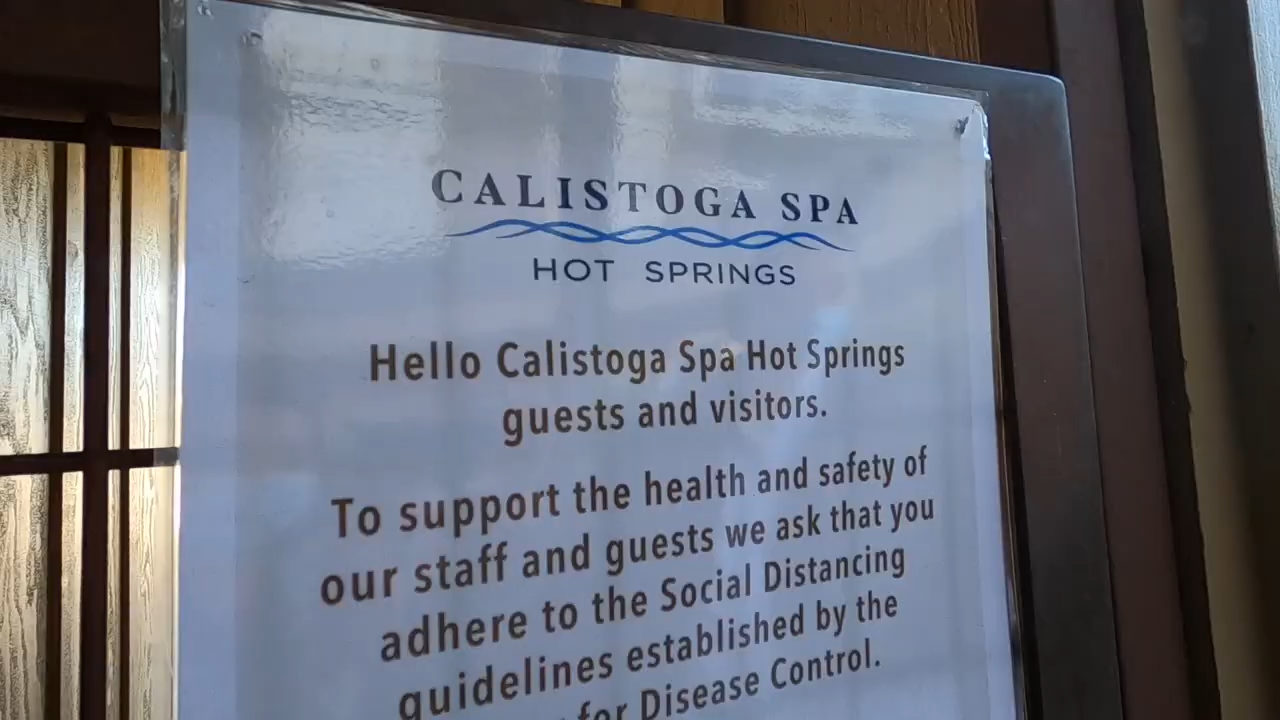 CALISTOGA SPA
HOT SPRINGS
Hello Calistoga Spa Hot Springs
guests and visitors.
To support the health and safety of
our staff and guests we ask that you
adhere to the Social Distancing
guidelines established by the
for Disease Control.